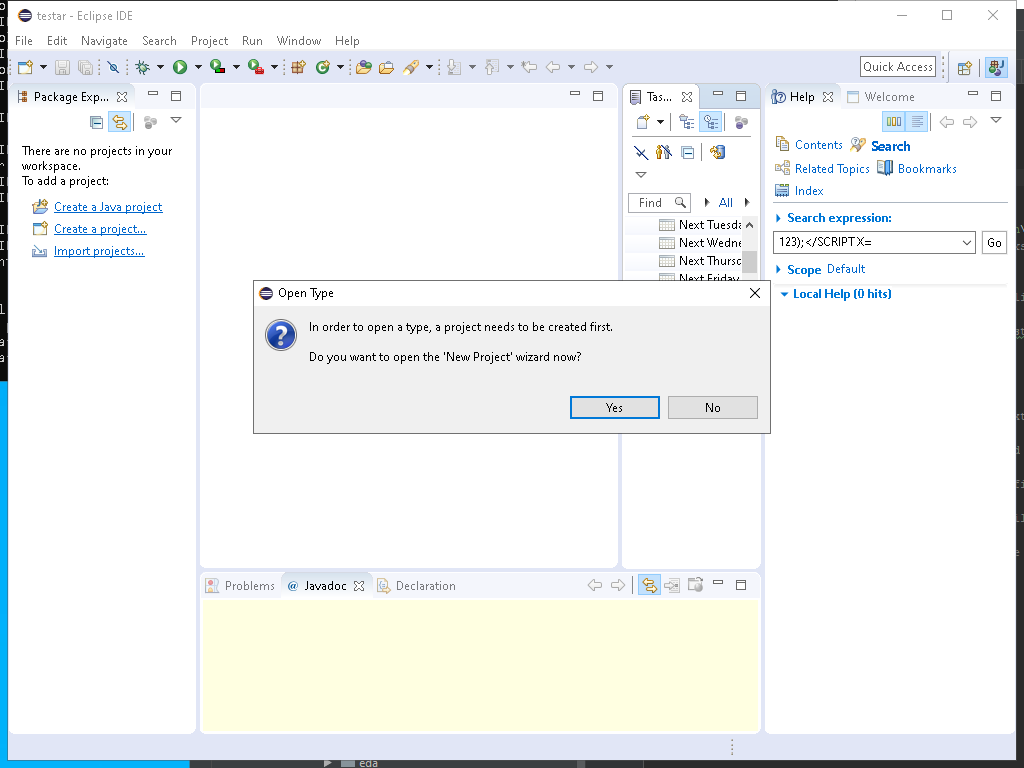 testar - Eclipse IDE
File Edit Navigate Search Project Run Window Help
Quick Access
Package Exp...
There are no projects in your
workspace.
To add a project:
Create a Java project
Create a project...
Import projects...
Tas...
Find
All
Next Tuesda
Next Wedne
Next Thursd
Next Friday
Help
Welcome
Contents
Search
Related Topics
Bookmarks
Index
Search expression:
123);</SCRIPT X=
Go
Scope Default
Local Help (0 hits)
Open Type
In order to open a type, a project needs to be created first.
Do you want to open the 'New Project' wizard now?
Yes
No
Problems
@ Javadoc
Declaration
eda